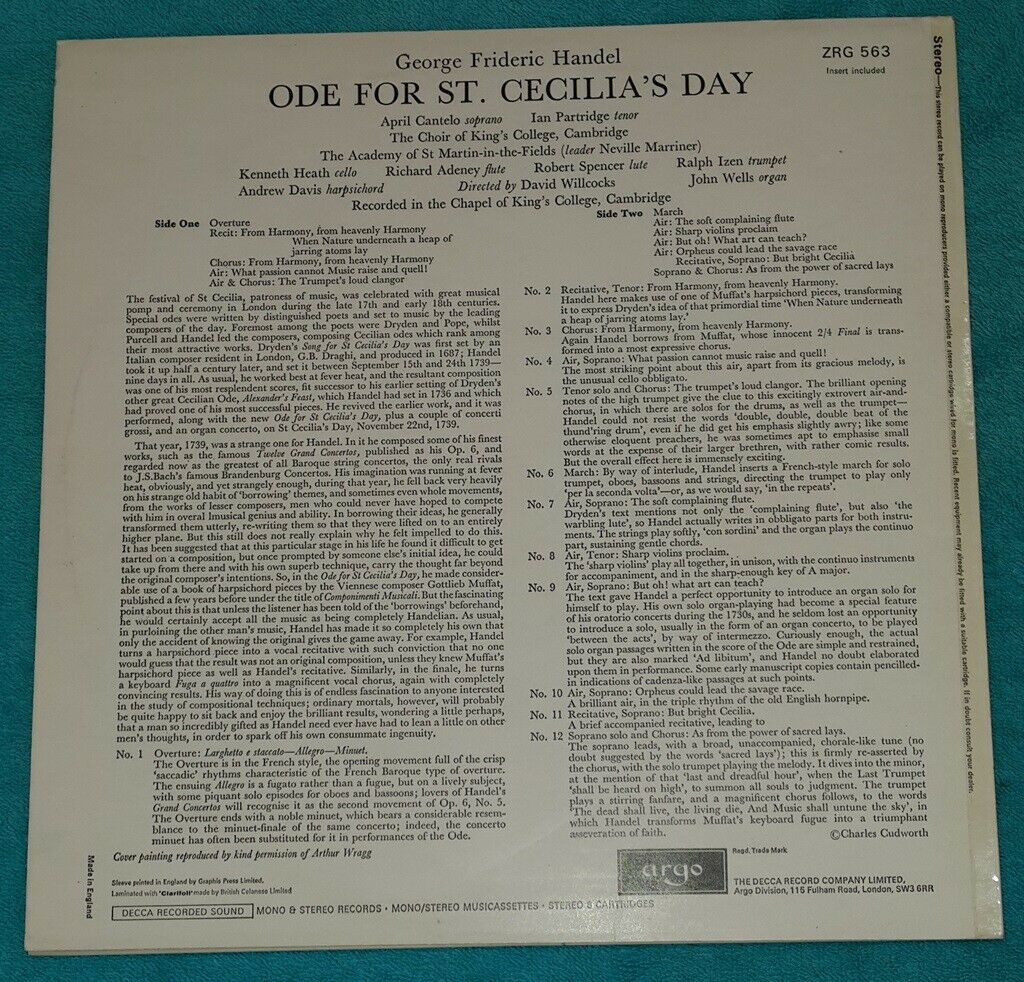 George Frideric Handel
ZRG 563
Insert included
ODE FOR ST. CECILIA'S DAY
April Cantelo soprano Ian Partridge tenor
The Choir of King's College, Cambridge
The Academy of St Martin-in-the-Fields (leader Neville Marriner)
Kenneth Heath cello Richard Adeney flute Robert Spencer lute Ralph Izen trumpet
Andrew Davis harpsichord Directed by David Willcocks John Wells organ
Recorded in the Chapel of King's College, Cambridge
Side One Overture
Recit: From Harmony, from heavenly Harmony
When Nature underneath a heap of
jarring atoms lay
Chorus: From Harmony, from heavenly Harmony
Air: What passion cannot Music raise and quell!
Air & Chorus: The Trumpet's loud clangor
Side Two March
Air: The soft complaining flute
Air: Sharp violins proclaim
Air: But oh! What art can teach?
Air: Orpheus could lead the savage race
Recitative, Soprano: But bright Cecilia
Soprano & Chorus: As from the power of sacred lays
The festival of St Cecilia, patroness of music, was celebrated with great musical
pomp and ceremony in London during the late 17th and early 18th centuries.
Special odes were written by distinguished poets and set to music by the leading
composers of the day. Foremost among the poets were Dryden and Pope, whilst
Purcell and Handel led the composers, composing Cecilian odes which rank among
their most attractive works. Dryden's Song for St Cecilia's Day was first set by an
Italian composer resident in London, G.B. Draghi, and produced in 1687; Handel
took it up half a century later, and set it between September 15th and 24th 1739—
nine days in all. As usual, he worked best at fever heat, and the resultant composition
was one of his most resplendent scores, fit successor to his earlier setting of Dryden's
other great Cecilian Ode, Alexander's Feast, which Handel had set in 1736 and which
had proved one of his most successful pieces. He revived the earlier work, and it was
performed, along with the new Ode for St Cecilia's Day, plus a couple of concerti
grossi, and an organ concerto, on St Cecilia's Day, November 22nd, 1739.
That year, 1739, was a strange one for Handel. In it he composed some of his finest
works, such as the famous Twelve Grand Concertos, published as his Op. 6, and
regarded now as the greatest of all Baroque string concertos, the only real rivals
to J.S.Bach's famous Brandenburg Concertos. His imagination was running at fever
heat, obviously, and yet strangely enough, during that year, he fell back very heavily
on his strange old habit of 'borrowing' themes, and sometimes even whole movements,
from the works of lesser composers, men who could never have hoped to compete
with him in overal lmusical genius and ability. In borrowing their ideas, he generally
transformed them utterly, re-writing them so that they were lifted on to an entirely
higher plane. But this still does not really explain why he felt impelled to do this.
It has been suggested that at this particular stage in his life he found it difficult to get
started on a composition, but once prompted by someone else's initial idea, he could
take up from there and with his own superb technique, carry the thought far beyond
the original composer's intentions. So, in the Ode for St Cecilia's Day, he made consider-
able use of a book of harpsichord pieces by the Viennese composer Gottlieb Muffat,
published a few years before under the title of Componimenti Musicali. But the fascinating
point about this is that unless the listener has been told of the 'borrowings' beforehand,
he would certainly accept all the music as being completely Handelian. As usual,
in purloining the other man's music, Handel has made it so completely his own that
only the accident of knowing the original gives the game away. For example, Handel
turns a harpsichord piece into a vocal recitative with such conviction that no one
would guess that the result was not an original composition, unless they knew Muffat's
harpsichord piece as well as Handel's recitative. Similarly, in the finale, he turns
a keyboard Fuga a quattro into a magnificent vocal chorus, again with completely
convincing results. His way of doing this is of endless fascination to anyone interested
in the study of compositional techniques; ordinary mortals, however, will probably
be quite happy to sit back and enjoy the brilliant results, wondering a little perhaps,
that a man so incredibly gifted as Handel need ever have had to lean a little on other
men's thoughts, in order to spark off his own consummate ingenuity.
No. 1 Overture: Larghetto e staccato—Allegro—Minuet.
The Overture is in the French style, the opening movement full of the crisp
'saccadic' rhythms characteristic of the French Baroque type of overture.
The ensuing Allegro is a fugato rather than a fugue, but on a lively subject,
with some piquant solo episodes for oboes and bassoons; lovers of Handel's
Grand Concertos will recognise it as the second movement of Op. 6, No. 5.
The Overture ends with a noble minuet, which bears a considerable resem-
blance to the minuet-finale of the same concerto; indeed, the concerto
minuet has often been substituted for it in performances of the Ode.
No. 2 Recitative, Tenor: From Harmony, from heavenly Harmony.
Handel here makes use of one of Muffat's harpsichord pieces, transforming
it to express Dryden's idea of that primordial time 'When Nature underneath
a heap of jarring atoms lay.'
No. 3 Chorus: From Harmony, from heavenly Harmony.
Again Handel borrows from Muffat, whose innocent 2/4 Final is trans-
formed into a most expressive chorus.
No. 4 Air, Soprano: What passion cannot Music raise and quell!
The most striking point about this air, apart from its gracious melody, is
the unusual cello obbligato.
No. 5 Tenor solo and Chorus: The trumpet's loud clangor. The brilliant opening
notes of the high trumpet give the clue to this excitingly extrovert air-and-
chorus, in which there are solos for the drums, as well as the trumpet—
Handel could not resist the words 'double, double, double beat of the
thund'ring drum', even if he did get his emphasis slightly awry; like some
otherwise eloquent preachers, he was sometimes apt to emphasise small
words at the expense of their larger brethren, with rather comic results.
But the overall effect here is immensely exciting.
No. 6 March: By way of interlude, Handel inserts a French-style march for solo
trumpet, oboes, bassoons and strings, directing the trumpet to play only
'per la seconda volta'—or, as we would say, 'in the repeats'.
No. 7 Air, Soprano: The soft complaining flute.
Dryden's text mentions not only the 'complaining flute', but also 'the
warbling lute', so Handel actually writes in obbligato parts for both instru-
ments. The strings play softly, 'con sordini' and the organ plays the continuo
part, sustaining gentle chords.
No. 8 Air, Tenor: Sharp violins proclaim.
The 'sharp violins' play all together, in unison, with the continuo instruments
for accompaniment, and in the sharp-enough key of A major.
No. 9 Air, Soprano: But oh! what art can teach?
The text gave Handel a perfect opportunity to introduce an organ solo for
himself to play. His own solo organ-playing had become a special feature
of his oratorio concerts during the 1730s, and he seldom lost an opportunity
to introduce a solo, usually in the form of an organ concerto, to be played
'between the acts', by way of intermezzo. Curiously enough, the actual
solo organ passages written in the score of the Ode are simple and restrained,
but they are also marked 'Ad libitum', and Handel no doubt elaborated
upon them in performance. Some early manuscript copies contain pencilled-
in indications of cadenza-like passages at such points.
No. 10 Air, Soprano: Orpheus could lead the savage race.
A brilliant air, in the triple rhythm of the old English hornpipe.
No. 11 Recitative, Soprano: But bright Cecilia.
A brief accompanied recitative, leading to
No. 12 Soprano solo and Chorus: As from the power of sacred lays.
The soprano leads, with a broad, unaccompanied, chorale-like tune (no
doubt suggested by the words 'sacred lays'); this is firmly re-asserted by
the chorus, with the solo trumpet playing the melody. It dives into the minor,
at the mention of that 'last and dreadful hour', when the Last Trumpet
'shall be heard on high', to summon all souls to judgment. The trumpet
plays a stirring fanfare, and a magnificent chorus follows, to the words
'The dead shall live, the living die, And Music shall untune the sky', in
which Handel transforms Muffat's keyboard fugue into a triumphant
asseveration of faith.
©Charles Cudworth
Cover painting reproduced by kind permission of Arthur Wragg
Sleeve printed in England by Graphis Press Limited.
Laminated with 'Clarifoil' made by British Celanese Limited
DECCA RECORDED SOUND MONO & STEREO RECORDS · MONO/STEREO MUSICASSETTES · STEREO 8 CARTRIDGES
argo
Regd. Trade Mark
THE DECCA RECORD COMPANY LIMITED,
Argo Division, 115 Fulham Road, London, SW3 6RR
Made in England
Stereo—This stereo record can be played on mono reproducers provided either a compatible or stereo cartridge wired for mono is fitted. Recent equipment may already be fitted with a suitable cartridge. If in doubt consult your dealer.